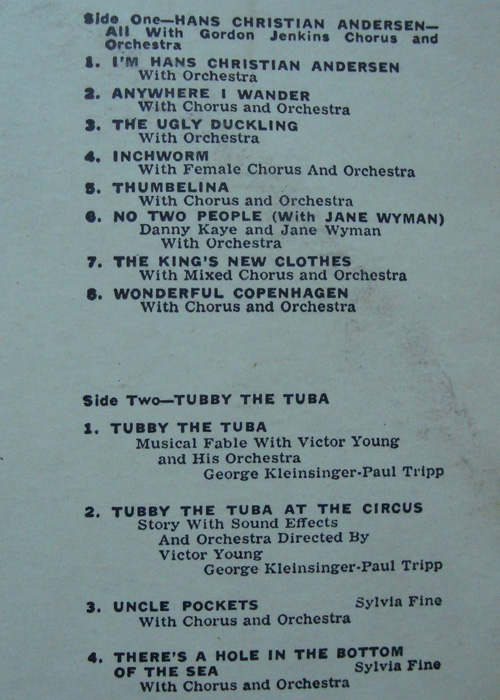 Side One—HANS CHRISTIAN ANDERSEN—
All With Gordon Jenkins Chorus and
Orchestra
1. I'M HANS CHRISTIAN ANDERSEN
With Orchestra
2. ANYWHERE I WANDER
With Chorus and Orchestra
3. THE UGLY DUCKLING
With Orchestra
4. INCHWORM
With Female Chorus And Orchestra
5. THUMBELINA
With Chorus and Orchestra
6. NO TWO PEOPLE (With JANE WYMAN)
Danny Kaye and Jane Wyman
With Orchestra
7. THE KING'S NEW CLOTHES
With Mixed Chorus and Orchestra
8. WONDERFUL COPENHAGEN
With Chorus and Orchestra
Side Two—TUBBY THE TUBA
1. TUBBY THE TUBA
Musical Fable With Victor Young
and His Orchestra
George Kleinsinger-Paul Tripp
2. TUBBY THE TUBA AT THE CIRCUS
Story With Sound Effects
And Orchestra Directed By
Victor Young
George Kleinsinger-Paul Tripp
3. UNCLE POCKETS Sylvia Fine
With Chorus and Orchestra
4. THERE'S A HOLE IN THE BOTTOM
OF THE SEA Sylvia Fine
With Chorus and Orchestra